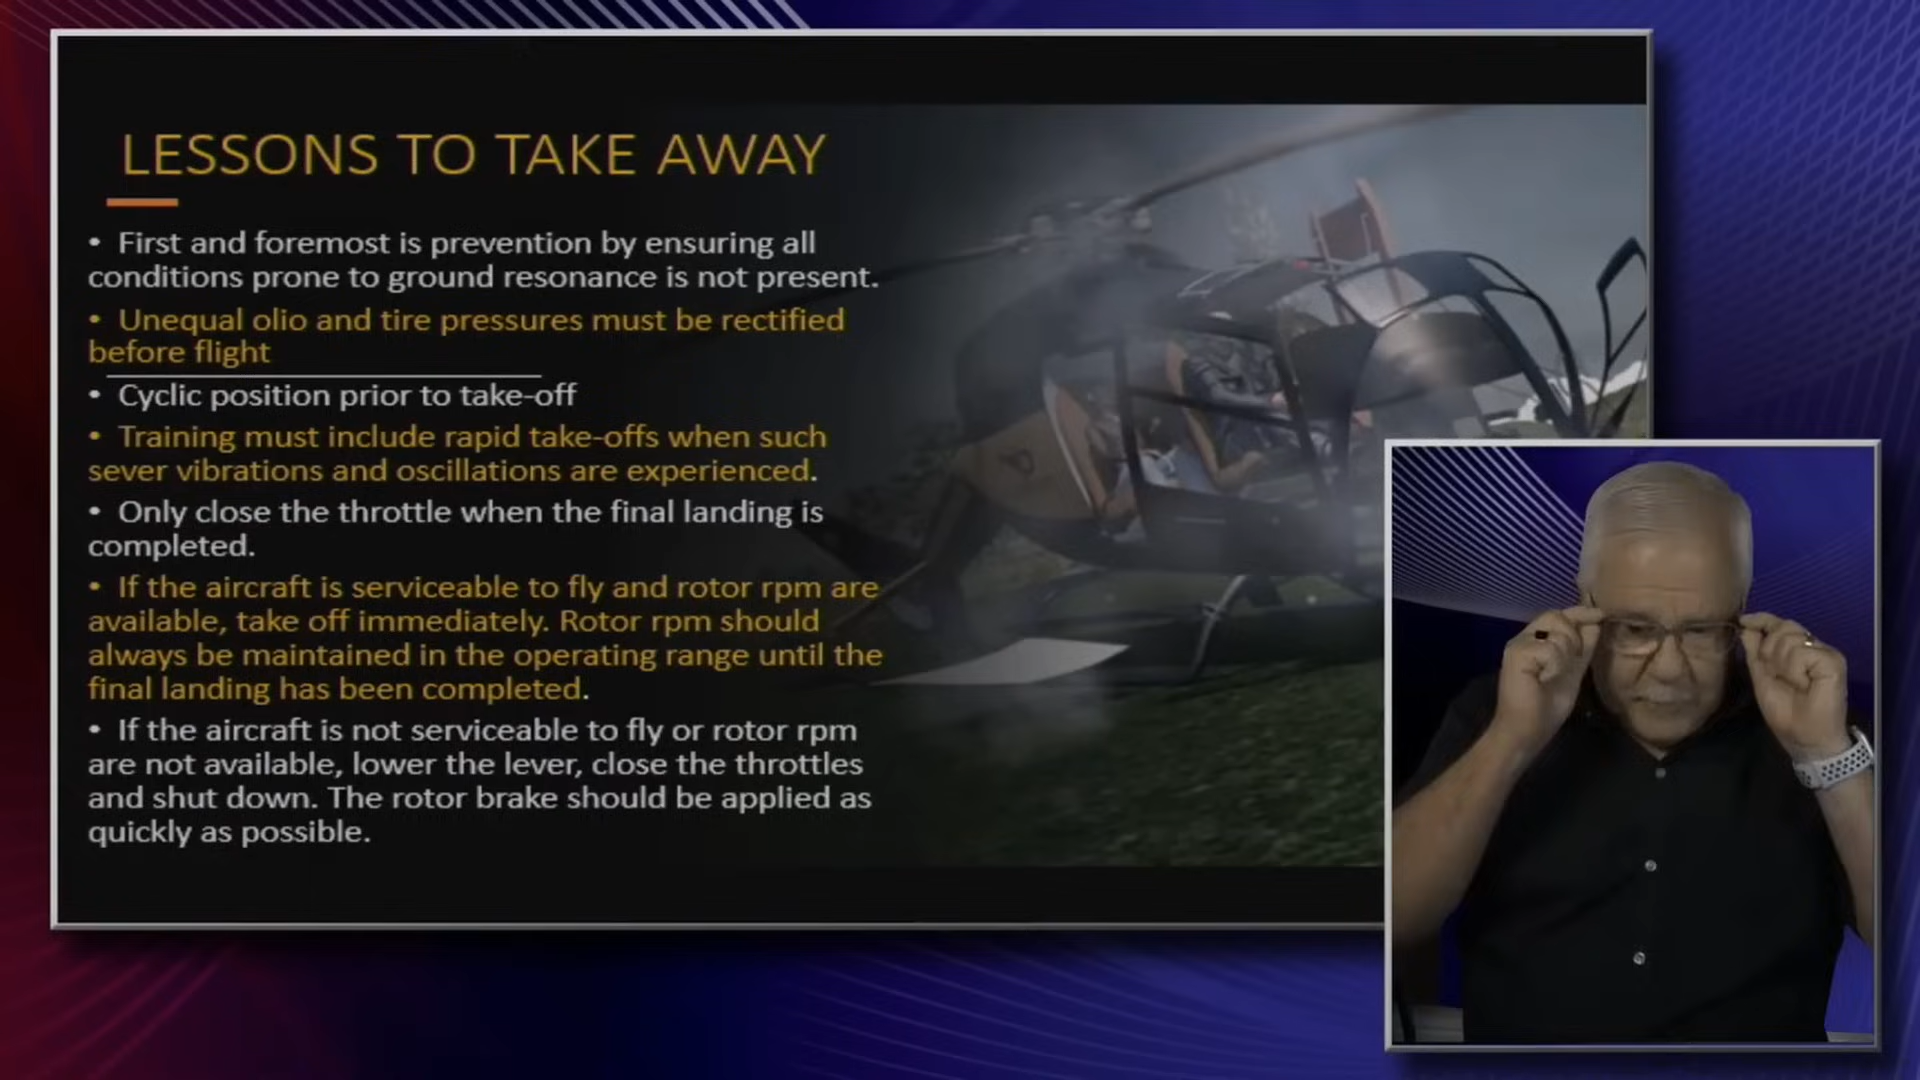 LESSONS TO TAKE AWAY
• First and foremost is prevention by ensuring all
conditions prone to ground resonance is not present.
• Unequal olio and tire pressures must be rectified
before flight
• Cyclic position prior to take-off
• Training must include rapid take-offs when such
sever vibrations and oscillations are experienced.
• Only close the throttle when the final landing is
completed.
• If the aircraft is serviceable to fly and rotor rpm are
available, take off immediately. Rotor rpm should
always be maintained in the operating range until the
final landing has been completed.
• If the aircraft is not serviceable to fly or rotor rpm
are not available, lower the lever, close the throttles
and shut down. The rotor brake should be applied as
quickly as possible.